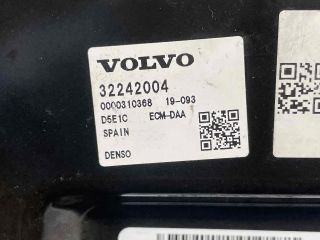 VOLVO
32242004
0000310368 19-093
D5E1C ECM-DAA
SPAIN
DENSO